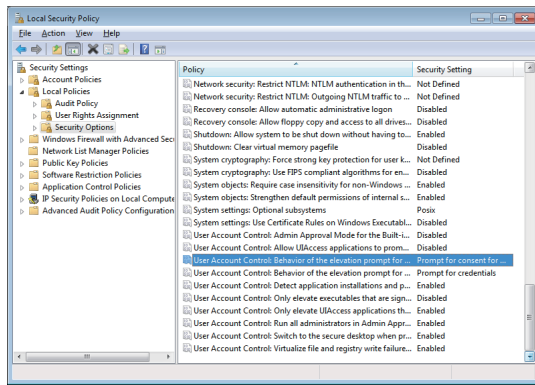 Local Security Policy
File Action View Help
Security Settings
Account Policies
Local Policies
Audit Policy
User Rights Assignment
Security Options
Windows Firewall with Advanced Secu
Network List Manager Policies
Public Key Policies
Software Restriction Policies
Application Control Policies
IP Security Policies on Local Compute
Advanced Audit Policy Configuration
Policy Security Setting
Network security: Restrict NTLM: NTLM authentication in th... Not Defined
Network security: Restrict NTLM: Outgoing NTLM traffic to ... Not Defined
Recovery console: Allow automatic administrative logon Disabled
Recovery console: Allow floppy copy and access to all drives... Disabled
Shutdown: Allow system to be shut down without having to... Enabled
Shutdown: Clear virtual memory pagefile Disabled
System cryptography: Force strong key protection for user k... Not Defined
System cryptography: Use FIPS compliant algorithms for en... Disabled
System objects: Require case insensitivity for non-Windows ... Enabled
System objects: Strengthen default permissions of internal s... Enabled
System settings: Optional subsystems Posix
System settings: Use Certificate Rules on Windows Executabl... Disabled
User Account Control: Admin Approval Mode for the Built-i... Disabled
User Account Control: Allow UIAccess applications to prom... Disabled
User Account Control: Behavior of the elevation prompt for ... Prompt for consent for ...
User Account Control: Behavior of the elevation prompt for ... Prompt for credentials
User Account Control: Detect application installations and p... Enabled
User Account Control: Only elevate executables that are sign... Disabled
User Account Control: Only elevate UIAccess applications th... Enabled
User Account Control: Run all administrators in Admin Appr... Enabled
User Account Control: Switch to the secure desktop when pr... Enabled
User Account Control: Virtualize file and registry write failure... Enabled